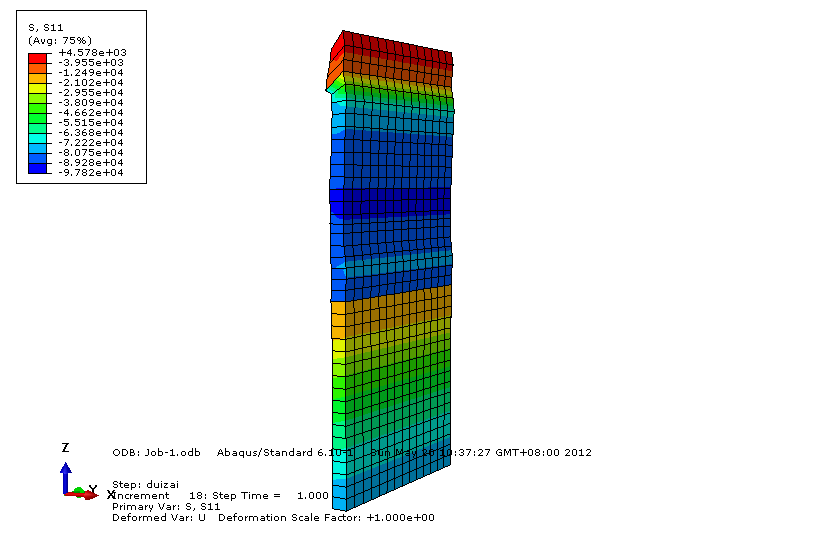 S, S11
(Avg: 75%)
+4.578e+03
-3.955e+03
-1.249e+04
-2.102e+04
-2.955e+04
-3.809e+04
-4.662e+04
-5.515e+04
-6.368e+04
-7.222e+04
-8.075e+04
-8.928e+04
-9.782e+04
Z
Y
X
ODB: Job-1.odb Abaqus/Standard 6.10-1 Sun May 10:37:27 GMT+08:00 2012
Step: duizai
Increment 18: Step Time = 1.000
Primary Var: S, S11
Deformed Var: U Deformation Scale Factor: +1.000e+00